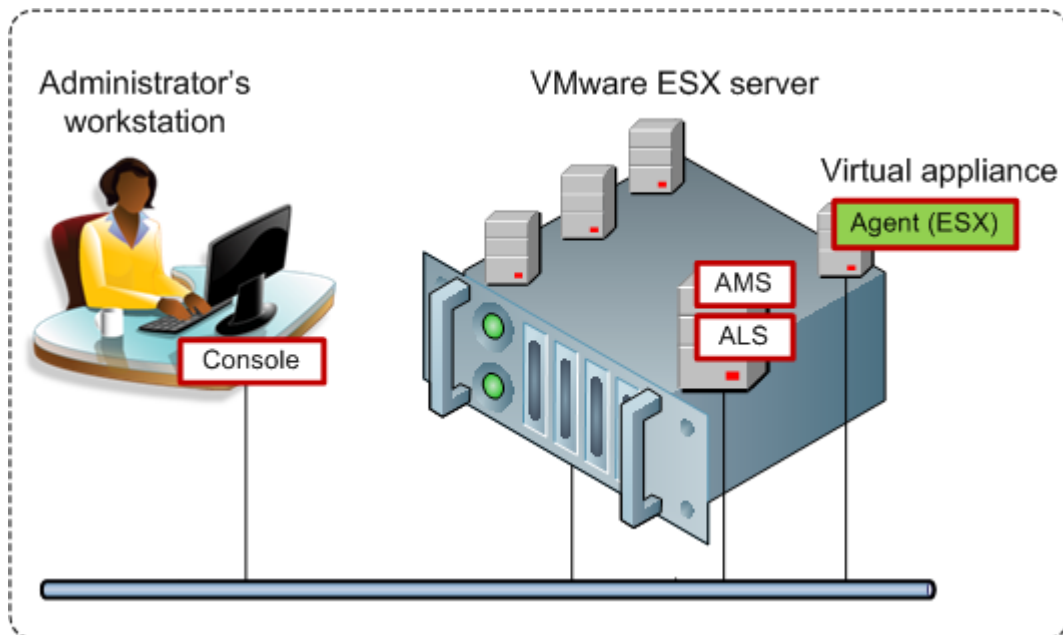 Administrator's
workstation
VMware ESX server
Virtual appliance
Agent (ESX)
AMS
ALS
Console